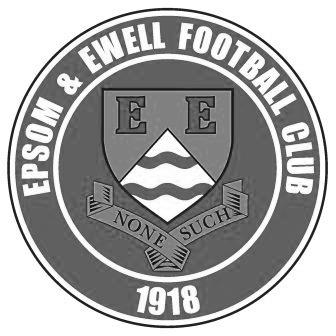 EPSOM & EWELL FOOTBALL CLUB
E E
NONE SUCH
1918